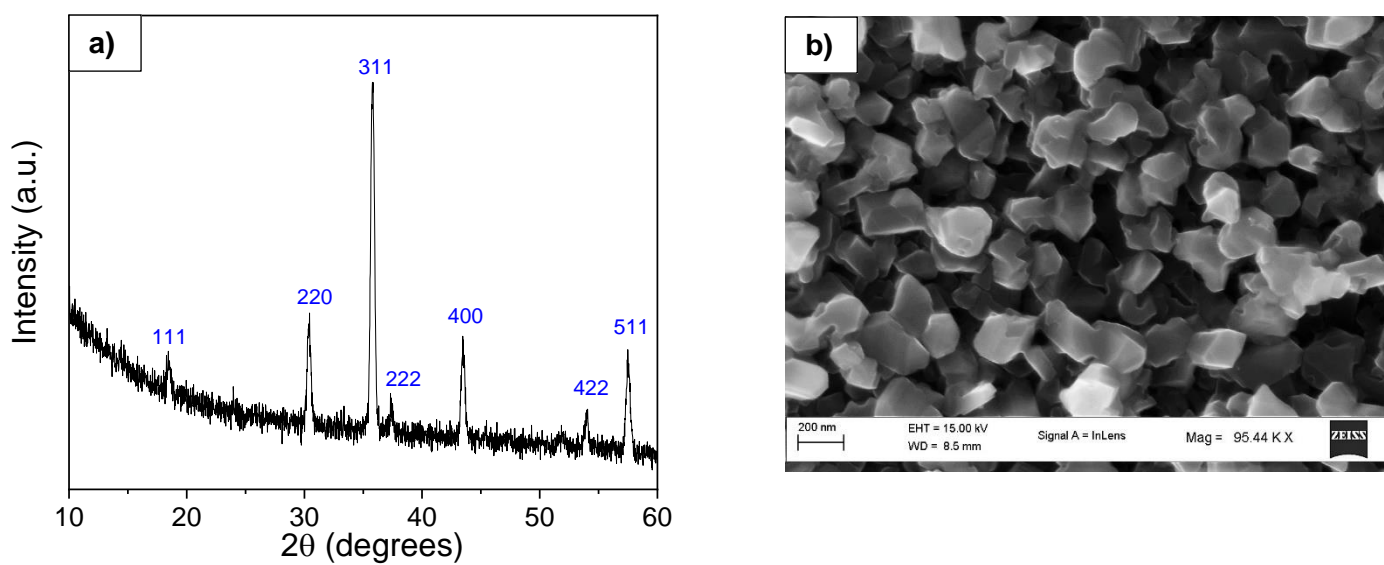 a)
311
220
111
222
400
422
511
Intensity (a.u.)
10 20 30 40 50 60
2θ (degrees)
b)
200 nm
EHT = 15.00 kV
WD = 8.5 mm
Signal A = InLens
Mag = 95.44 K X
ZEISS